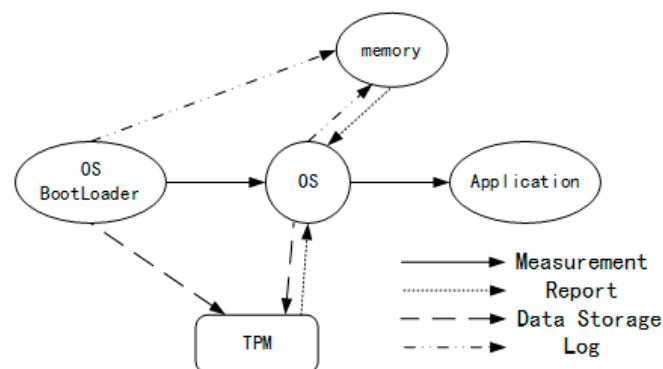 memory
OS
BootLoader
OS
Application
TPM
Measurement
Report
Data Storage
Log